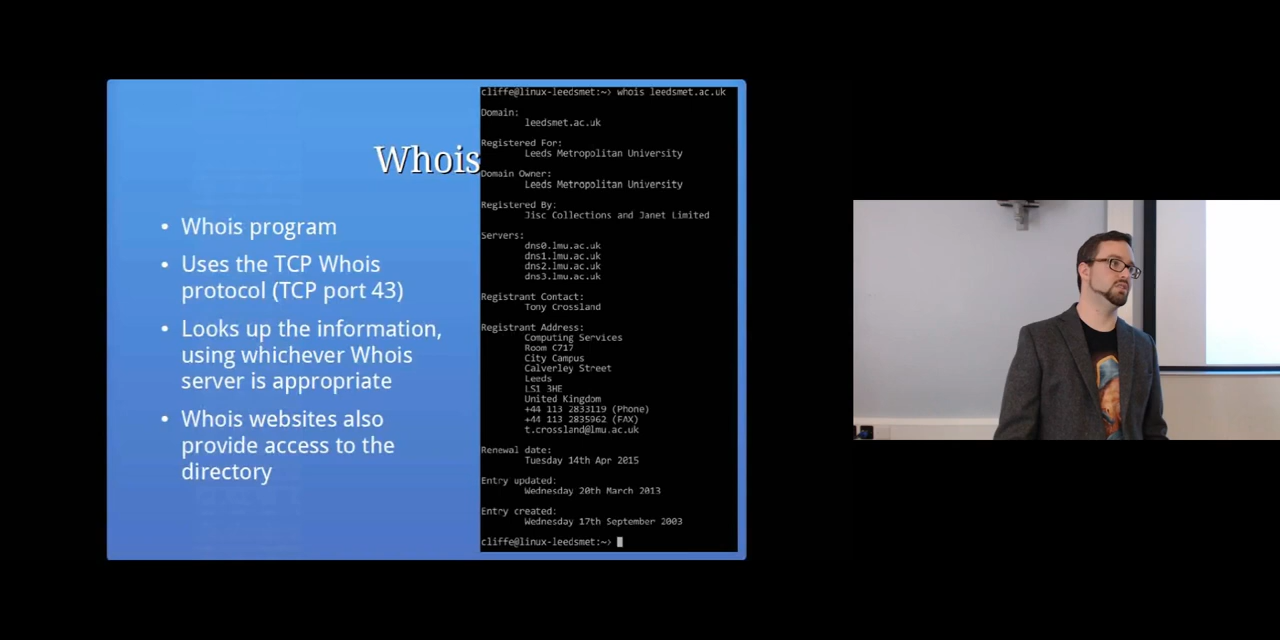 Whois
• Whois program
• Uses the TCP Whois
protocol (TCP port 43)
• Looks up the information,
using whichever Whois
server is appropriate
• Whois websites also
provide access to the
directory
cliffe@linux-leedsmet:~> whois leedsmet.ac.uk
Domain:
leedsmet.ac.uk
Registered For:
Leeds Metropolitan University
Domain Owner:
Leeds Metropolitan University
Registered By:
Jisc Collections and Janet Limited
Servers:
dns0.lmu.ac.uk
dns1.lmu.ac.uk
dns2.lmu.ac.uk
dns3.lmu.ac.uk
Registrant Contact:
Tony Crossland
Registrant Address:
Computing Services
Room C717
City Campus
Calverley Street
Leeds
LS1 3HE
United Kingdom
+44 113 2833119 (Phone)
+44 113 2835962 (FAX)
t.crossland@lmu.ac.uk
Renewal date:
Tuesday 14th Apr 2015
Entry updated:
Wednesday 20th March 2013
Entry created:
Wednesday 17th September 2003
cliffe@linux-leedsmet:~>